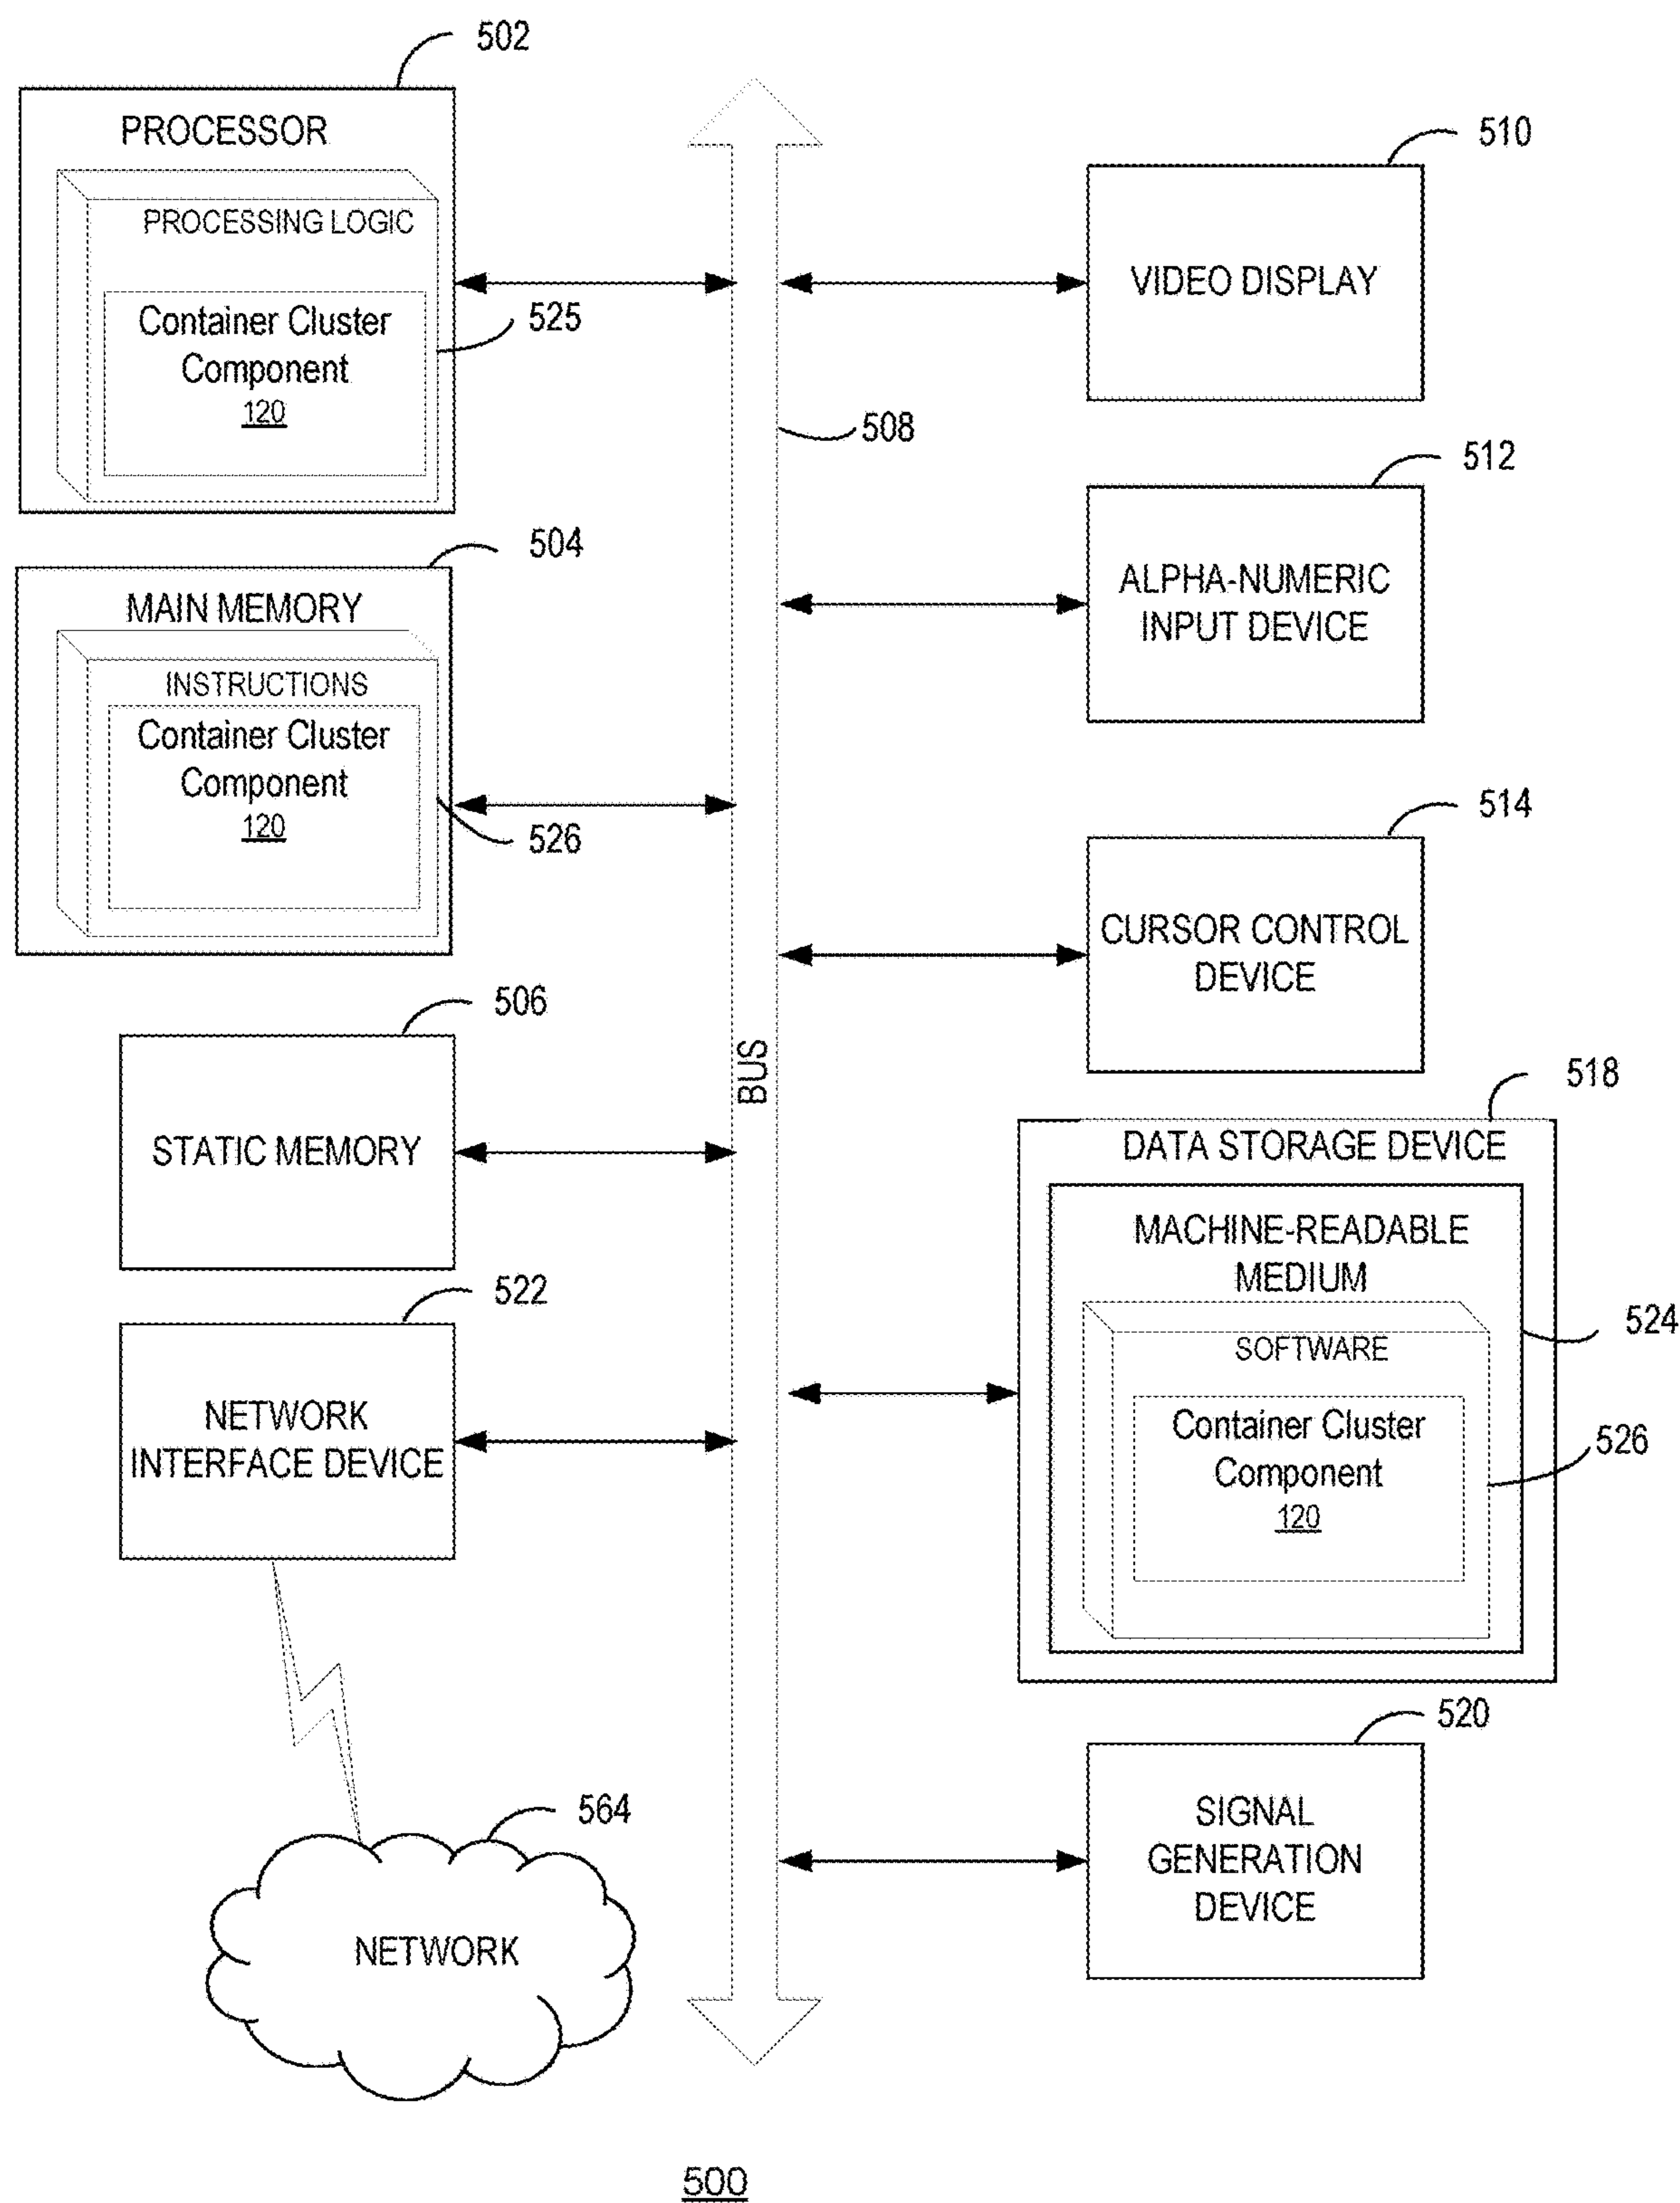 502
PROCESSOR
PROCESSING LOGIC
Container Cluster
Component
120
525
504
MAIN MEMORY
INSTRUCTIONS
Container Cluster
Component
120
526
506
STATIC MEMORY
522
NETWORK
INTERFACE DEVICE
564
NETWORK
BUS
508
510
VIDEO DISPLAY
512
ALPHA-NUMERIC
INPUT DEVICE
514
CURSOR CONTROL
DEVICE
518
DATA STORAGE DEVICE
MACHINE-READABLE
MEDIUM
524
SOFTWARE
Container Cluster
Component
120
526
520
SIGNAL
GENERATION
DEVICE
500